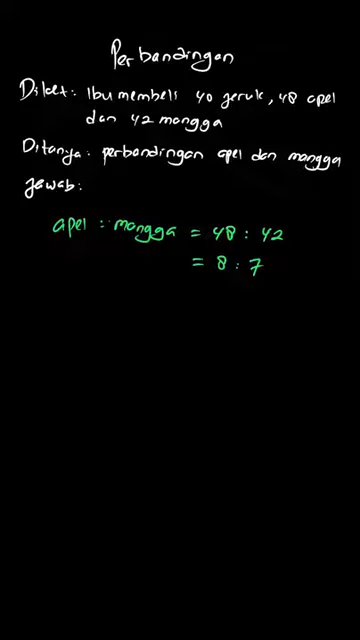 Perbandingan
Diket : Ibu membeli 40 jeruk, 48 apel
dan 42 mangga
Ditanya : perbandingan apel dan mangga
Jawab :
apel : mangga = 48 : 42
= 8 : 7